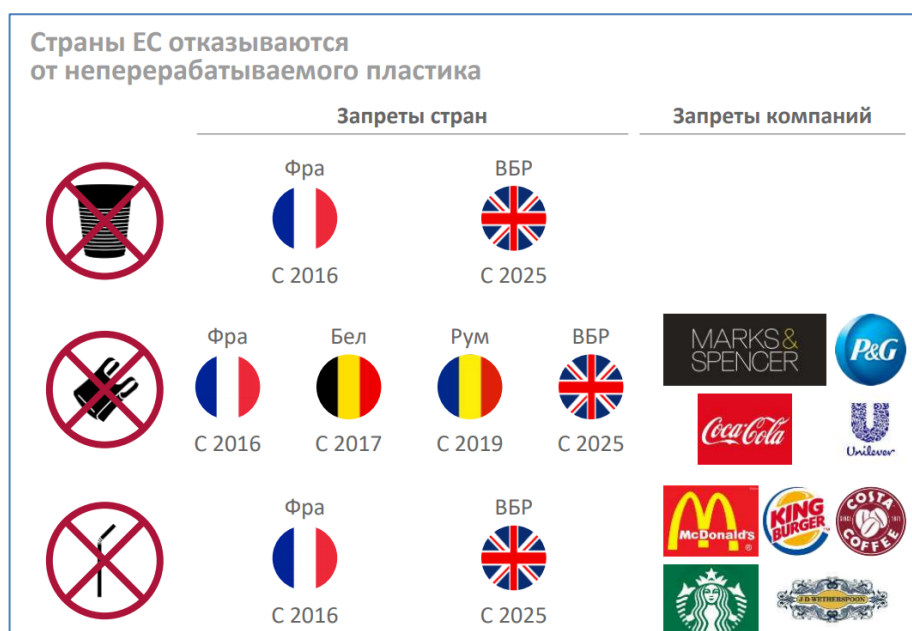 Страны ЕС отказываются
от неперерабатываемого пластика
Запреты стран
Запреты компаний
Фра
ВБР
С 2016
С 2025
Фра
Бел
Рум
ВБР
С 2016
С 2017
С 2019
С 2025
MARKS&
SPENCER
P&G
Coca-Cola
Unilever
Фра
ВБР
С 2016
С 2025
McDonald's
KING
BURGER
COSTA
COFFEE
J·D·WETHERSPOON